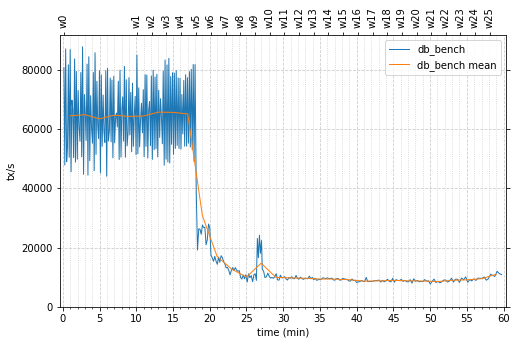 w0 w1 w2 w3 w4 w5 w6 w7 w8 w9 w10 w11 w12 w13 w14 w15 w16 w17 w18 w19 w20 w21 w22 w23 w24 w25
db_bench
db_bench mean
80000
60000
40000
20000
0
tx/s
0 5 10 15 20 25 30 35 40 45 50 55 60
time (min)